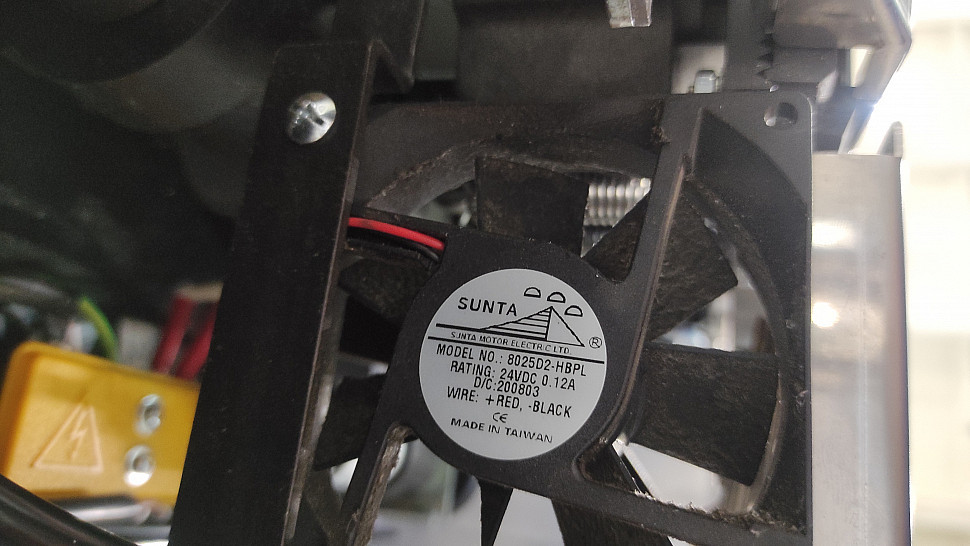 SUNTA
®
SUNTA MOTOR ELECTRIC LTD.
MODEL NO.: 8025D2-HBPL
RATING: 24VDC 0.12A
D/C:200803
WIRE: +RED, -BLACK
CE
MADE IN TAIWAN